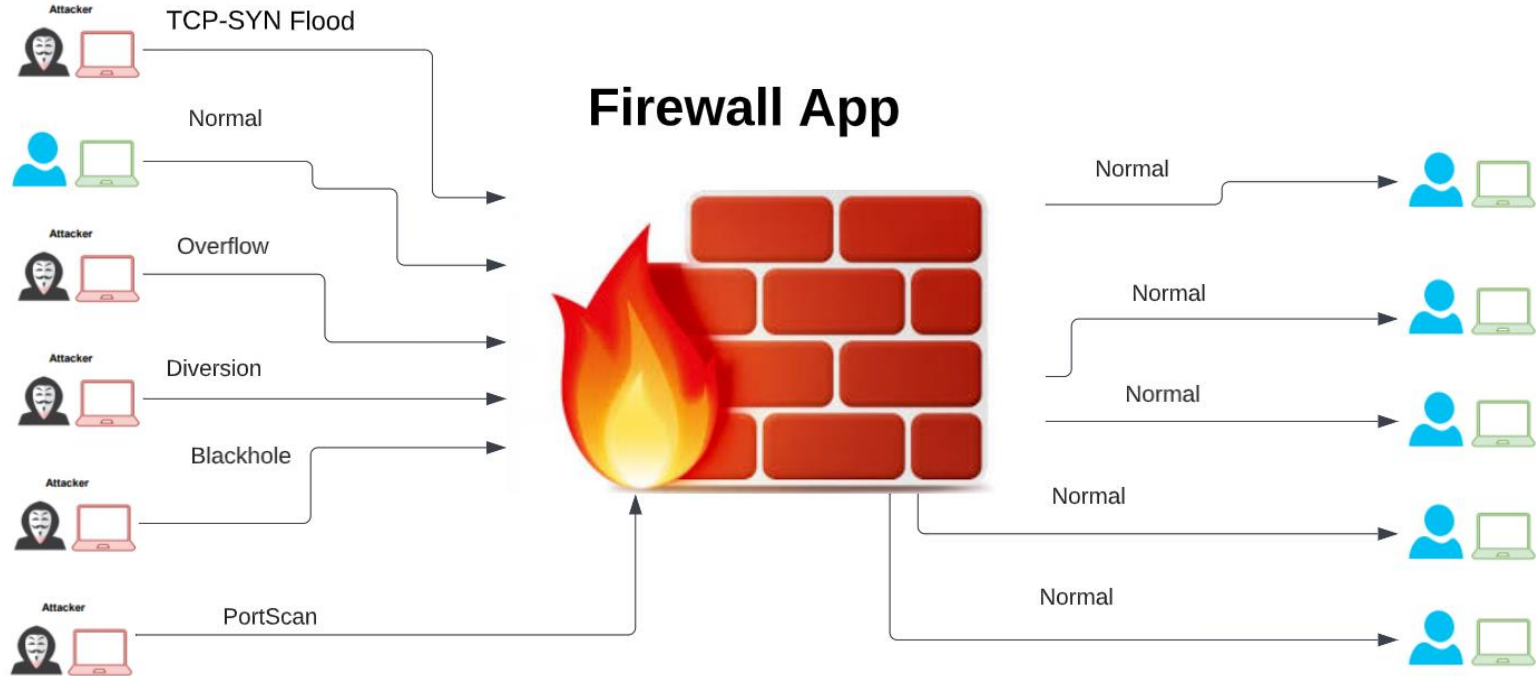 Attacker
TCP-SYN Flood
Normal
Attacker
Overflow
Attacker
Diversion
Attacker
Blackhole
Attacker
PortScan
Firewall App
Normal
Normal
Normal
Normal
Normal